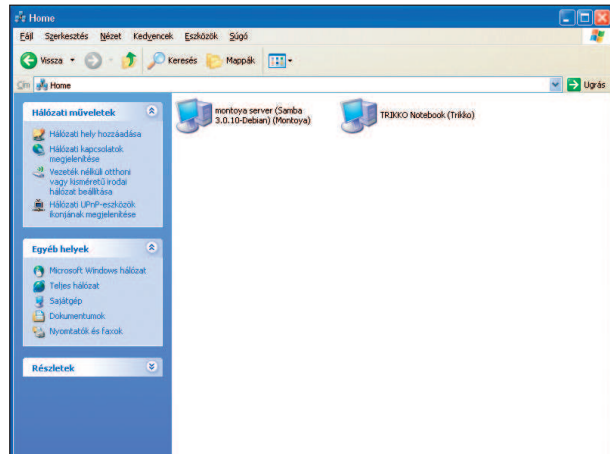 Home
Fájl Szerkesztés Nézet Kedvencek Eszközök Súgó
Vissza Keresés Mappák
Cím Home Ugrás
Hálózati műveletek
Hálózati hely hozzáadása
Hálózati kapcsolatok
megjelenítése
Vezeték nélküli otthoni
vagy kisméretű irodai
hálózat beállítása
Hálózati UPnP-eszközök
ikonjának megjelenítése
Egyéb helyek
Microsoft Windows hálózat
Teljes hálózat
Sajátgép
Dokumentumok
Nyomtatók és faxok
Részletek
montoya server (Samba
3.0.10-Debian) (Montoya)
TRIKKO Notebook (Trikko)